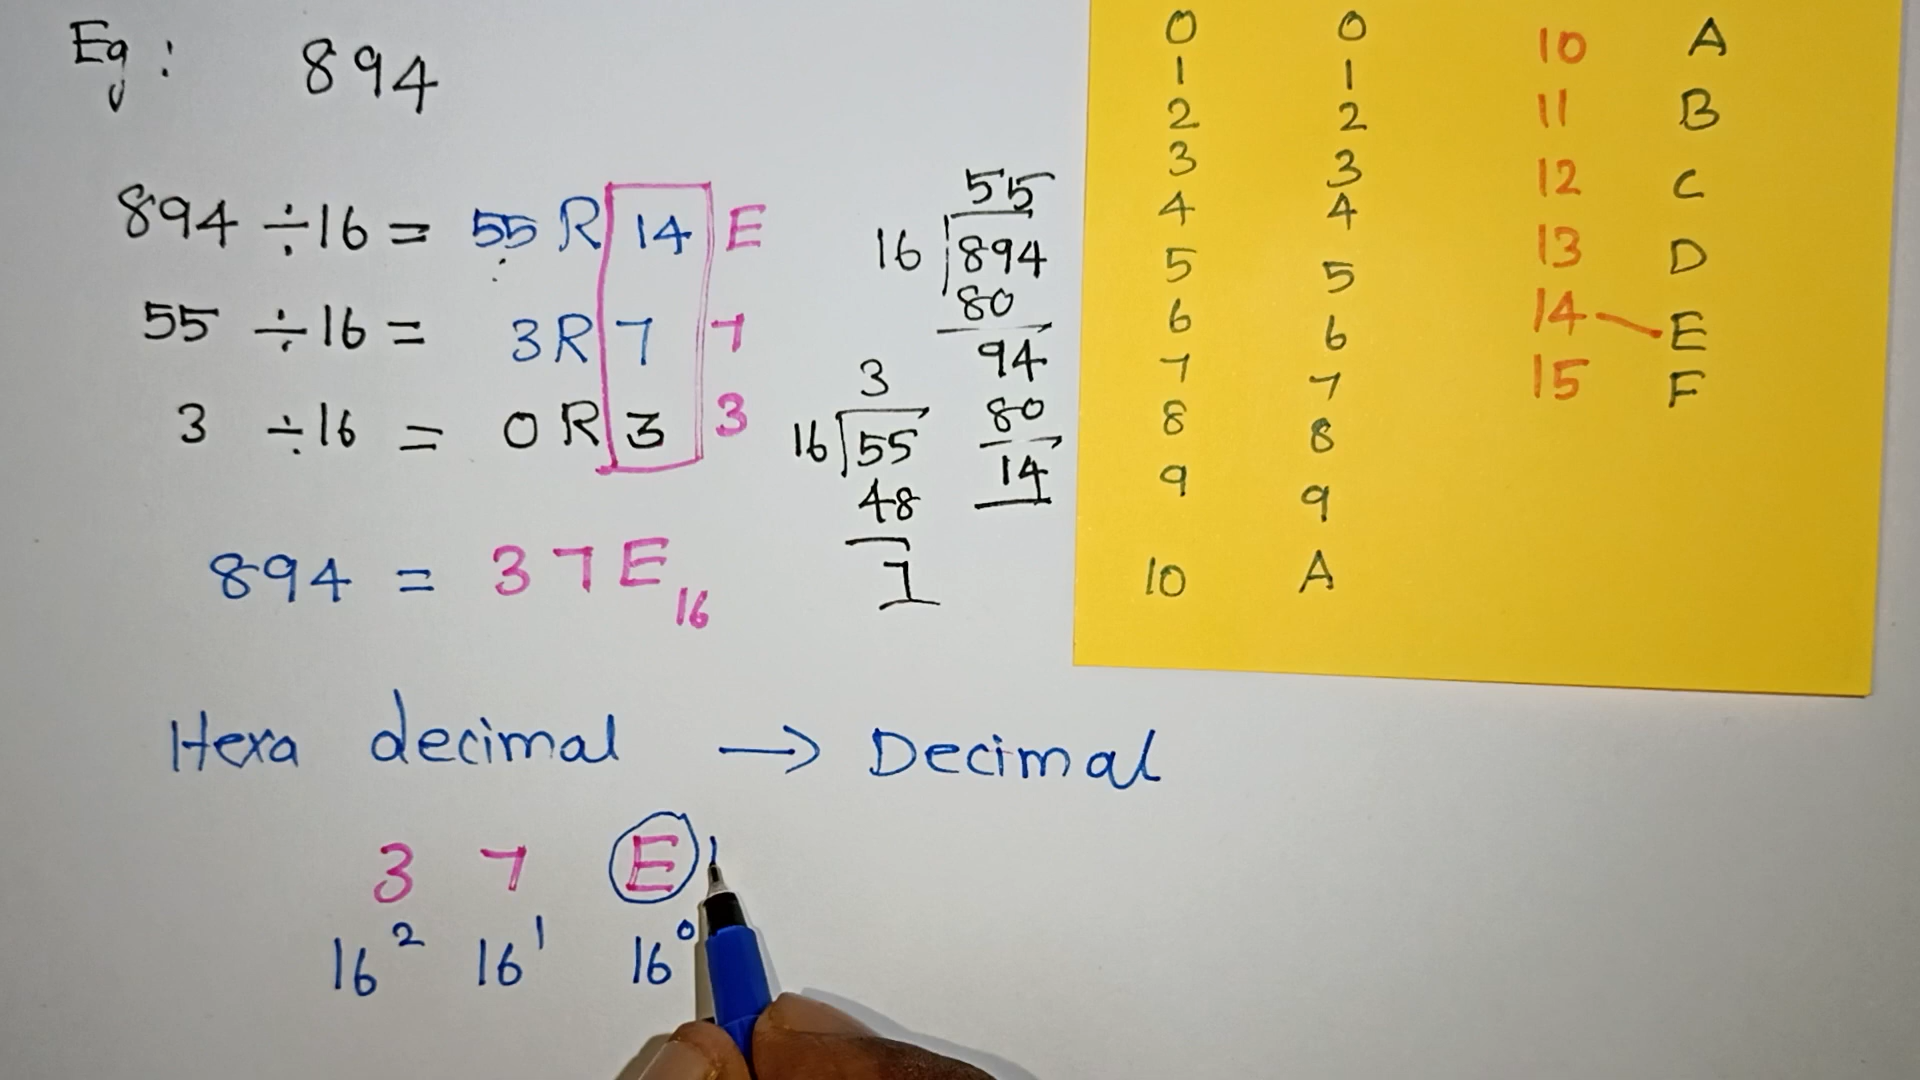 Eg : 894
894 ÷ 16 = 55 R 14 E
55 ÷ 16 = 3 R 7 7
3 ÷ 16 = 0 R 3 3
894 = 37E₁₆
55
16 894
80
94
80
14
3
16 55
48
7
0 0
1 1
2 2
3 3
4 4
5 5
6 6
7 7
8 8
9 9
10 A
10 A
11 B
12 C
13 D
14 E
15 F
Hexa decimal → Decimal
3 7 E
16² 16¹ 16⁰